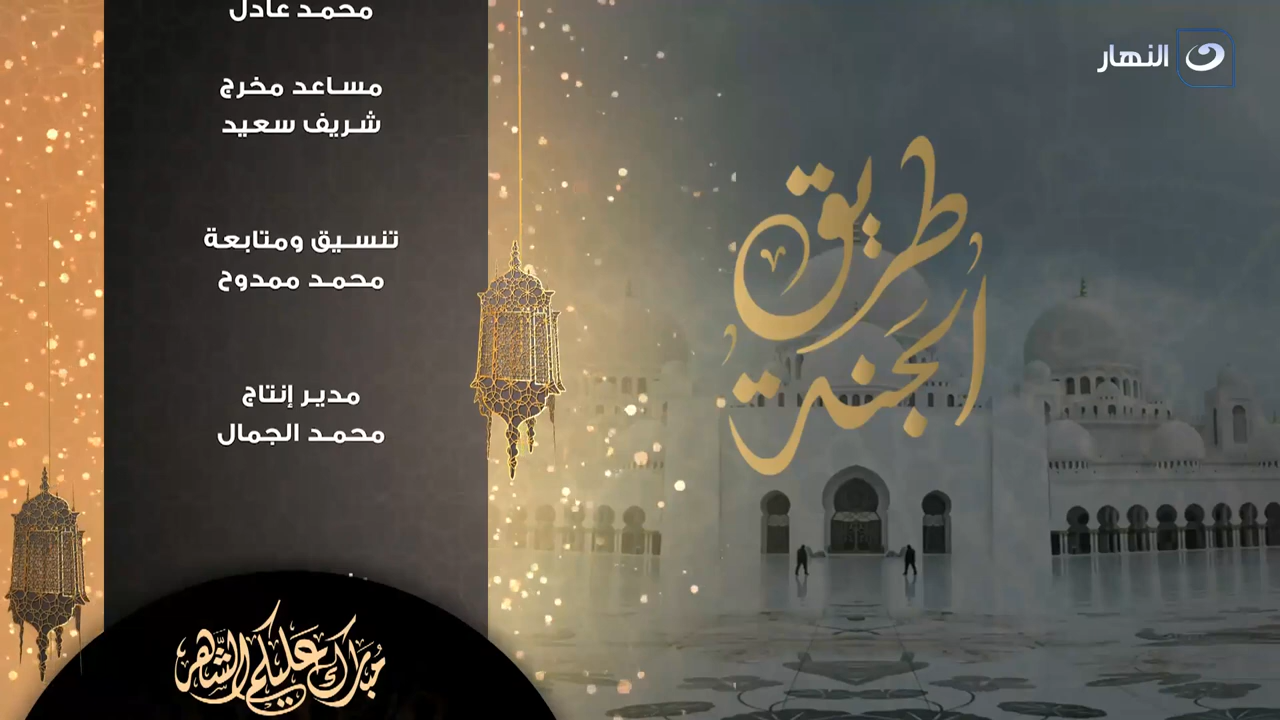 محمد عادل
مساعد مخرج
شريف سعيد
تنسيق ومتابعة
محمد ممدوح
مدير إنتاج
محمد الجمال
مبارك عليكم الشهر
النهار
طريق
الجنة